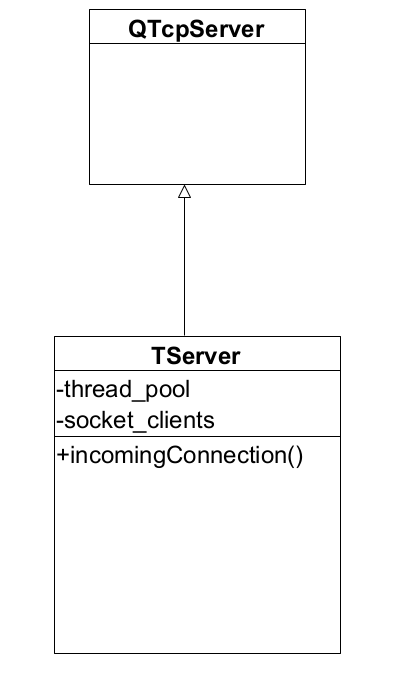 QTcpServer
TServer
-thread_pool
-socket_clients
+incomingConnection()